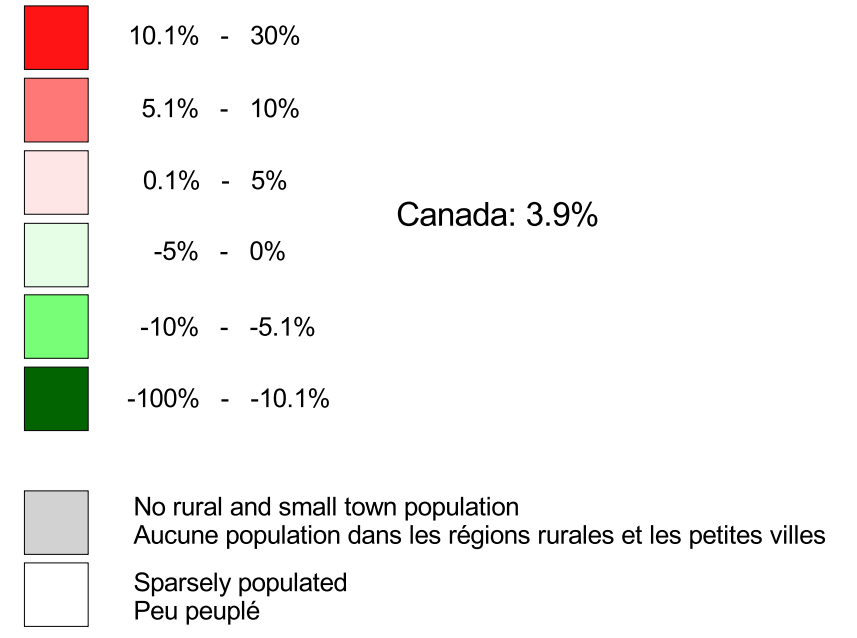 10.1% - 30%
5.1% - 10%
0.1% - 5%
Canada: 3.9%
-5% - 0%
-10% - -5.1%
-100% - -10.1%
No rural and small town population
Aucune population dans les régions rurales et les petites villes
Sparsely populated
Peu peuplé